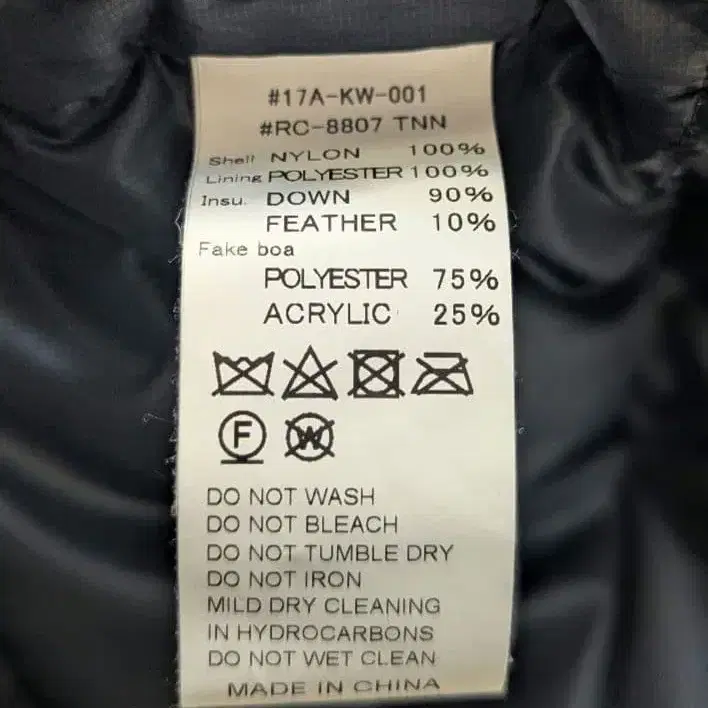 #17A-KW-001
#RC-8807 TNN
Shell NYLON 100%
Lining POLYESTER 100%
Insu. DOWN 90%
FEATHER 10%
Fake boa
POLYESTER 75%
ACRYLIC 25%
F W
DO NOT WASH
DO NOT BLEACH
DO NOT TUMBLE DRY
DO NOT IRON
MILD DRY CLEANING
IN HYDROCARBONS
DO NOT WET CLEAN
MADE IN CHINA